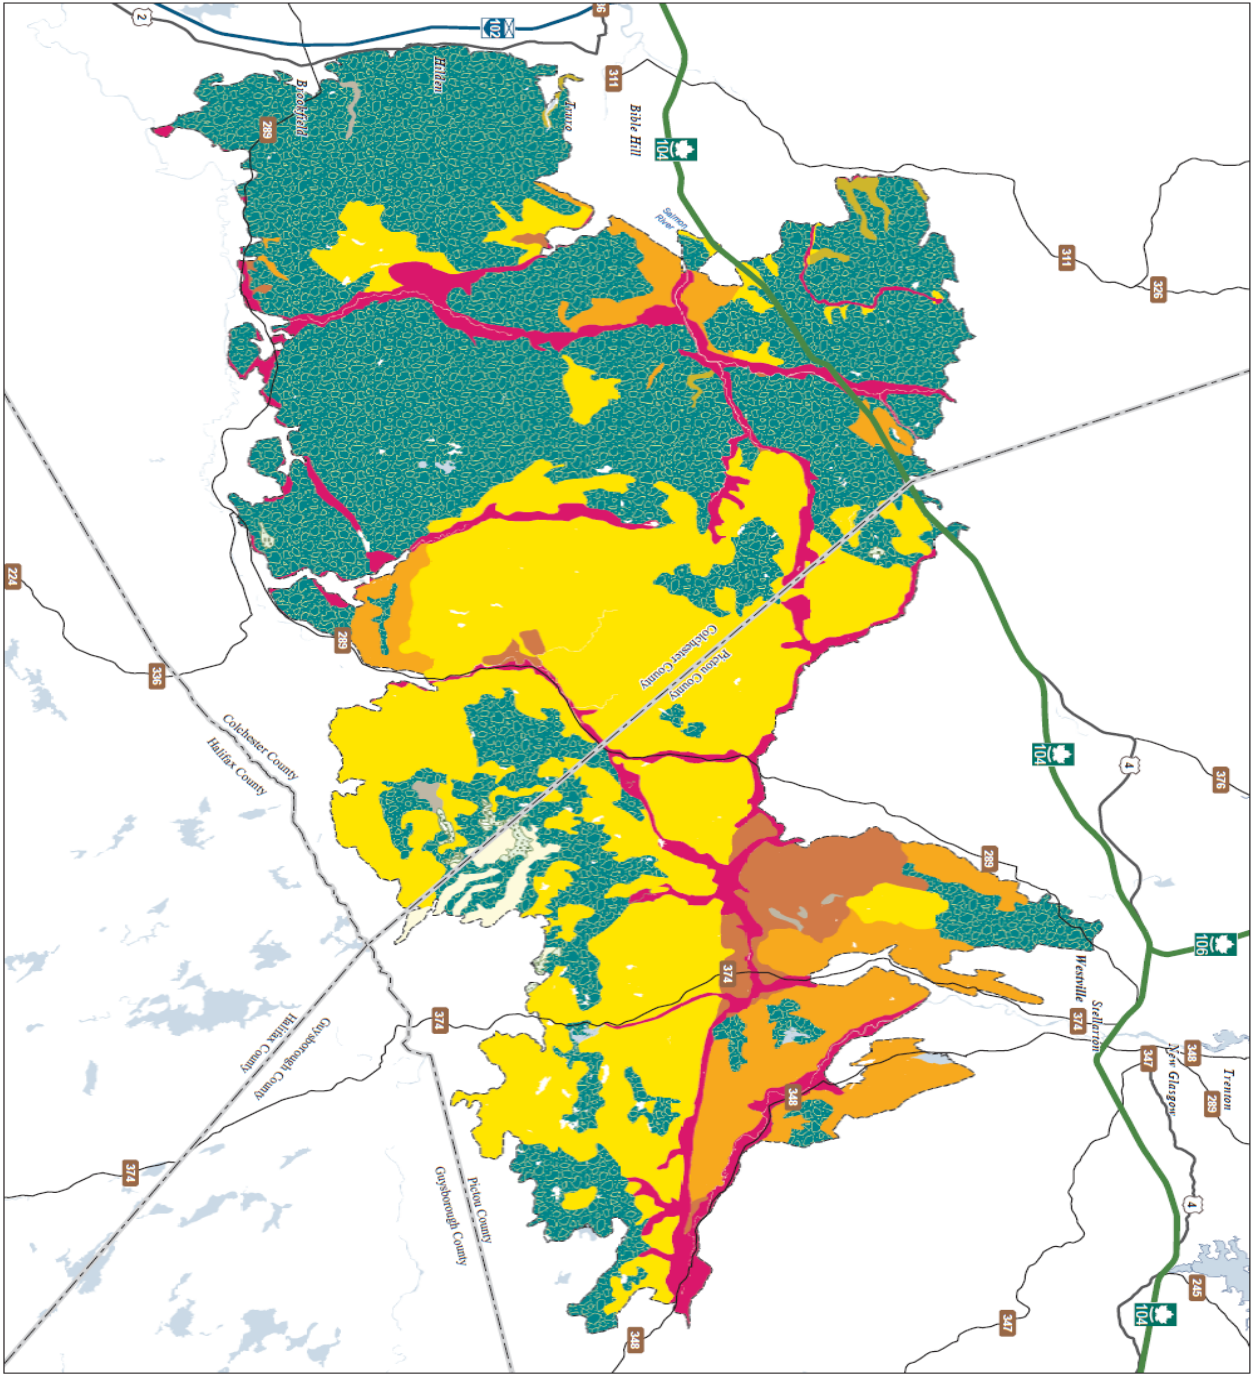 2
102
311
289
Brookfield
Hilden
Truro
Bible Hill
104
Salmon
River
311
326
224
336
289
Colchester County
Pictou County
Colchester County
Halifax County
104
4
376
289
106
374
Westville
Stellarton
374
374
348
347
New Glasgow
348
Trenton
289
Guysborough County
Halifax County
374
Pictou County
Guysborough County
4
245
104
347
348